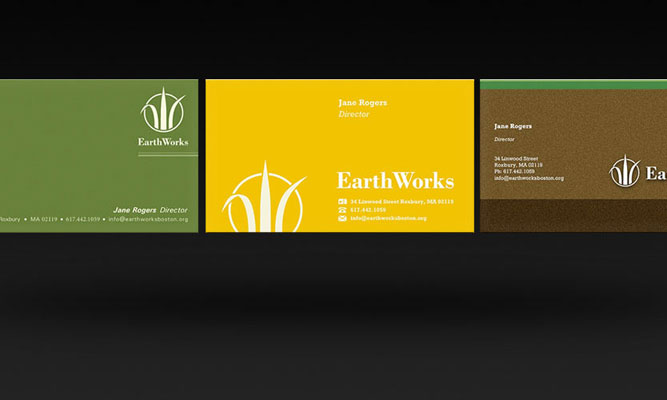 EarthWorks
Jane Rogers Director
Roxbury • MA 02119 • 617.442.1059 • info@earthworksboston.org
Jane Rogers
Director
EarthWorks
34 Linwood Street Roxbury, MA 02119
617.442.1059
info@earthworksboston.org
Jane Rogers
Director
34 Linwood Street
Roxbury, MA 02119
Ph: 617.442.1059
info@earthworksboston.org
Ea